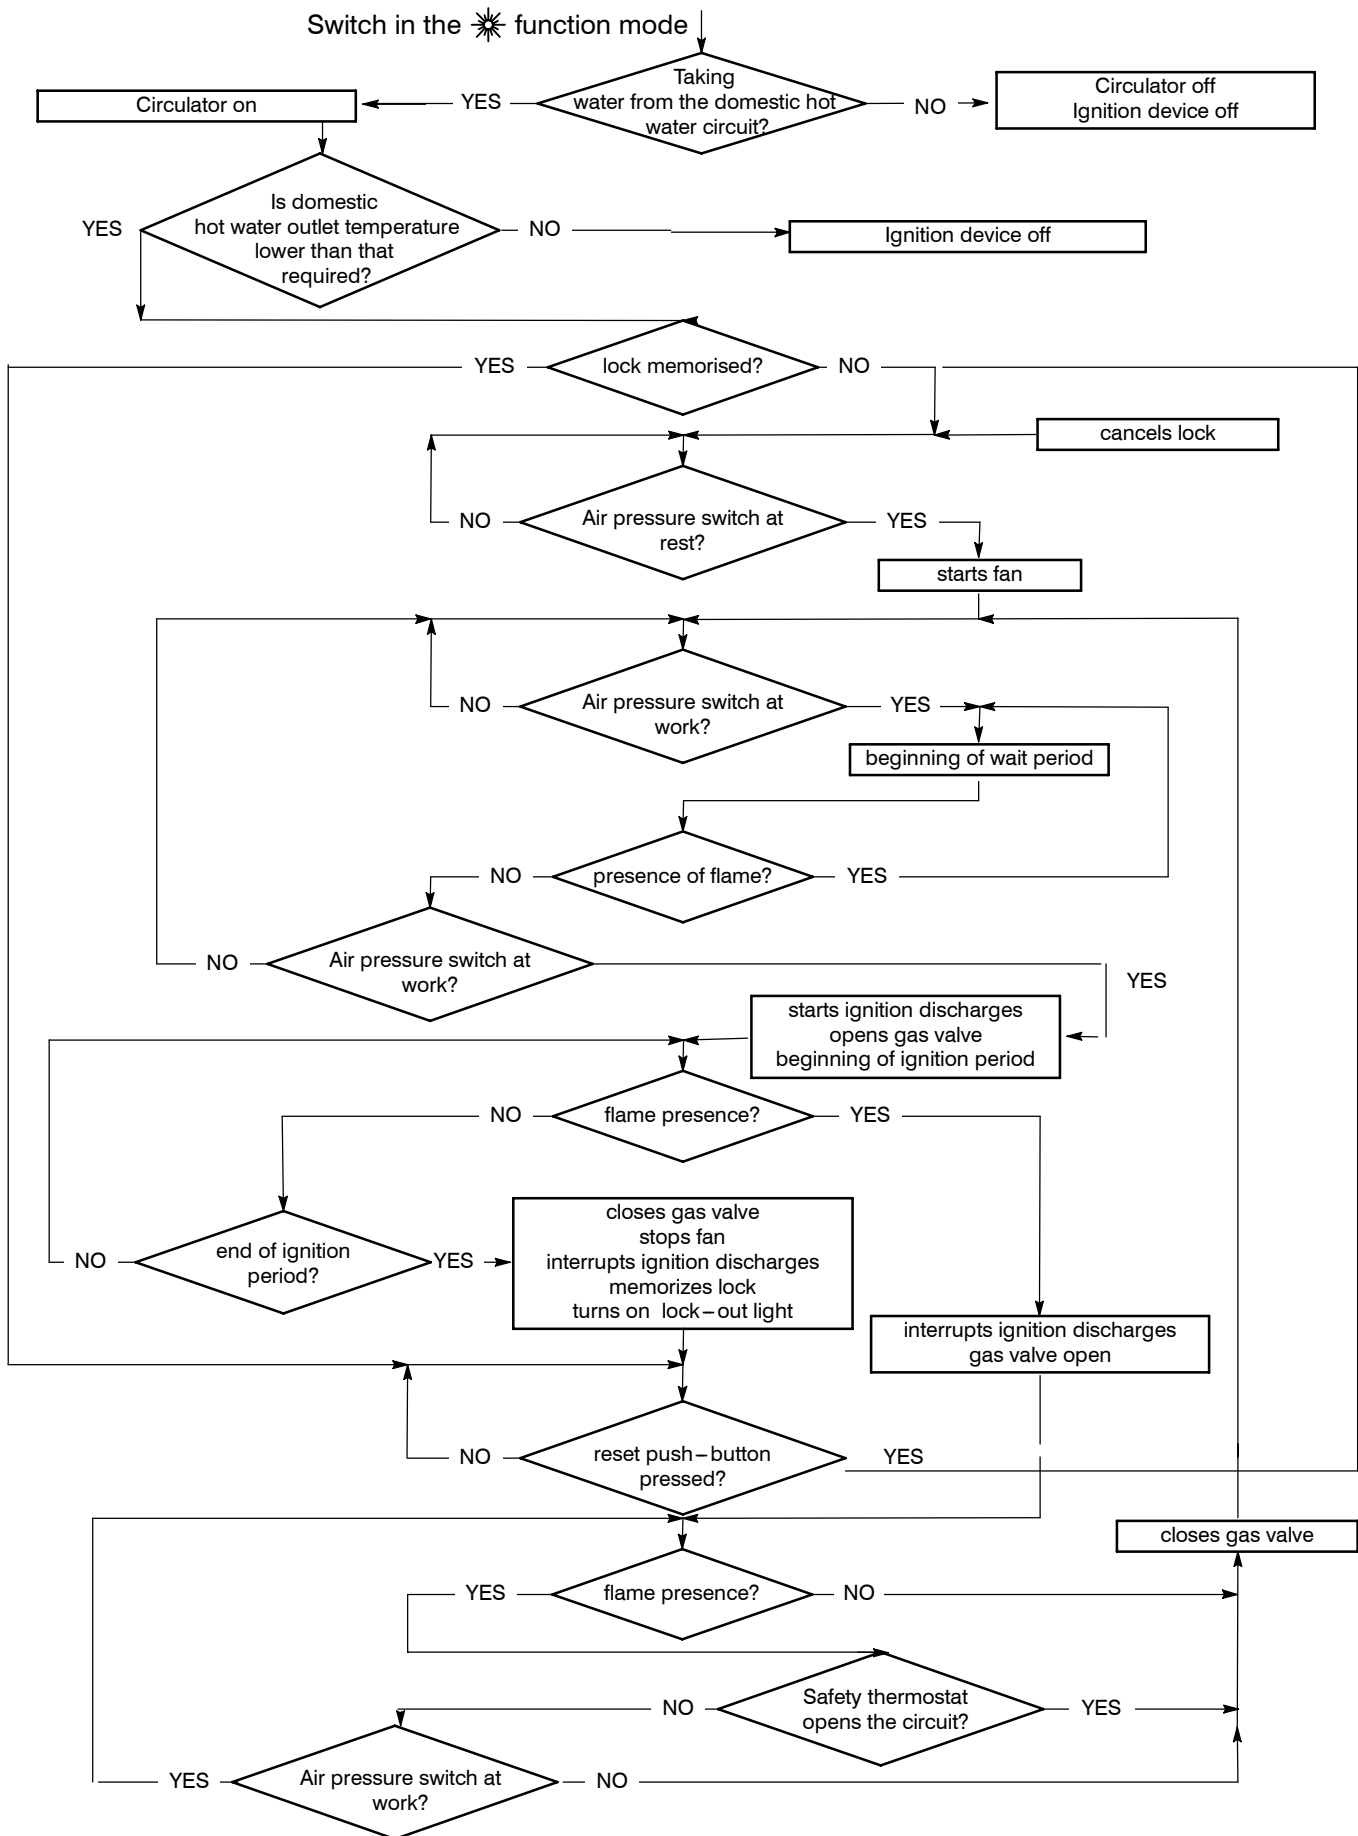 Switch in the function mode
Taking
water from the domestic hot
water circuit?
YES
NO
Circulator on
Circulator off
Ignition device off
Is domestic
hot water outlet temperature
lower than that
required?
YES
NO
Ignition device off
YES
lock memorised?
NO
cancels lock
NO
Air pressure switch at
rest?
YES
starts fan
NO
Air pressure switch at
work?
YES
beginning of wait period
NO
presence of flame?
YES
NO
Air pressure switch at
work?
YES
starts ignition discharges
opens gas valve
beginning of ignition period
NO
flame presence?
YES
NO
end of ignition
period?
YES
closes gas valve
stops fan
interrupts ignition discharges
memorizes lock
turns on lock–out light
interrupts ignition discharges
gas valve open
NO
reset push–button
pressed?
YES
closes gas valve
YES
flame presence?
NO
NO
Safety thermostat
opens the circuit?
YES
YES
Air pressure switch at
work?
NO